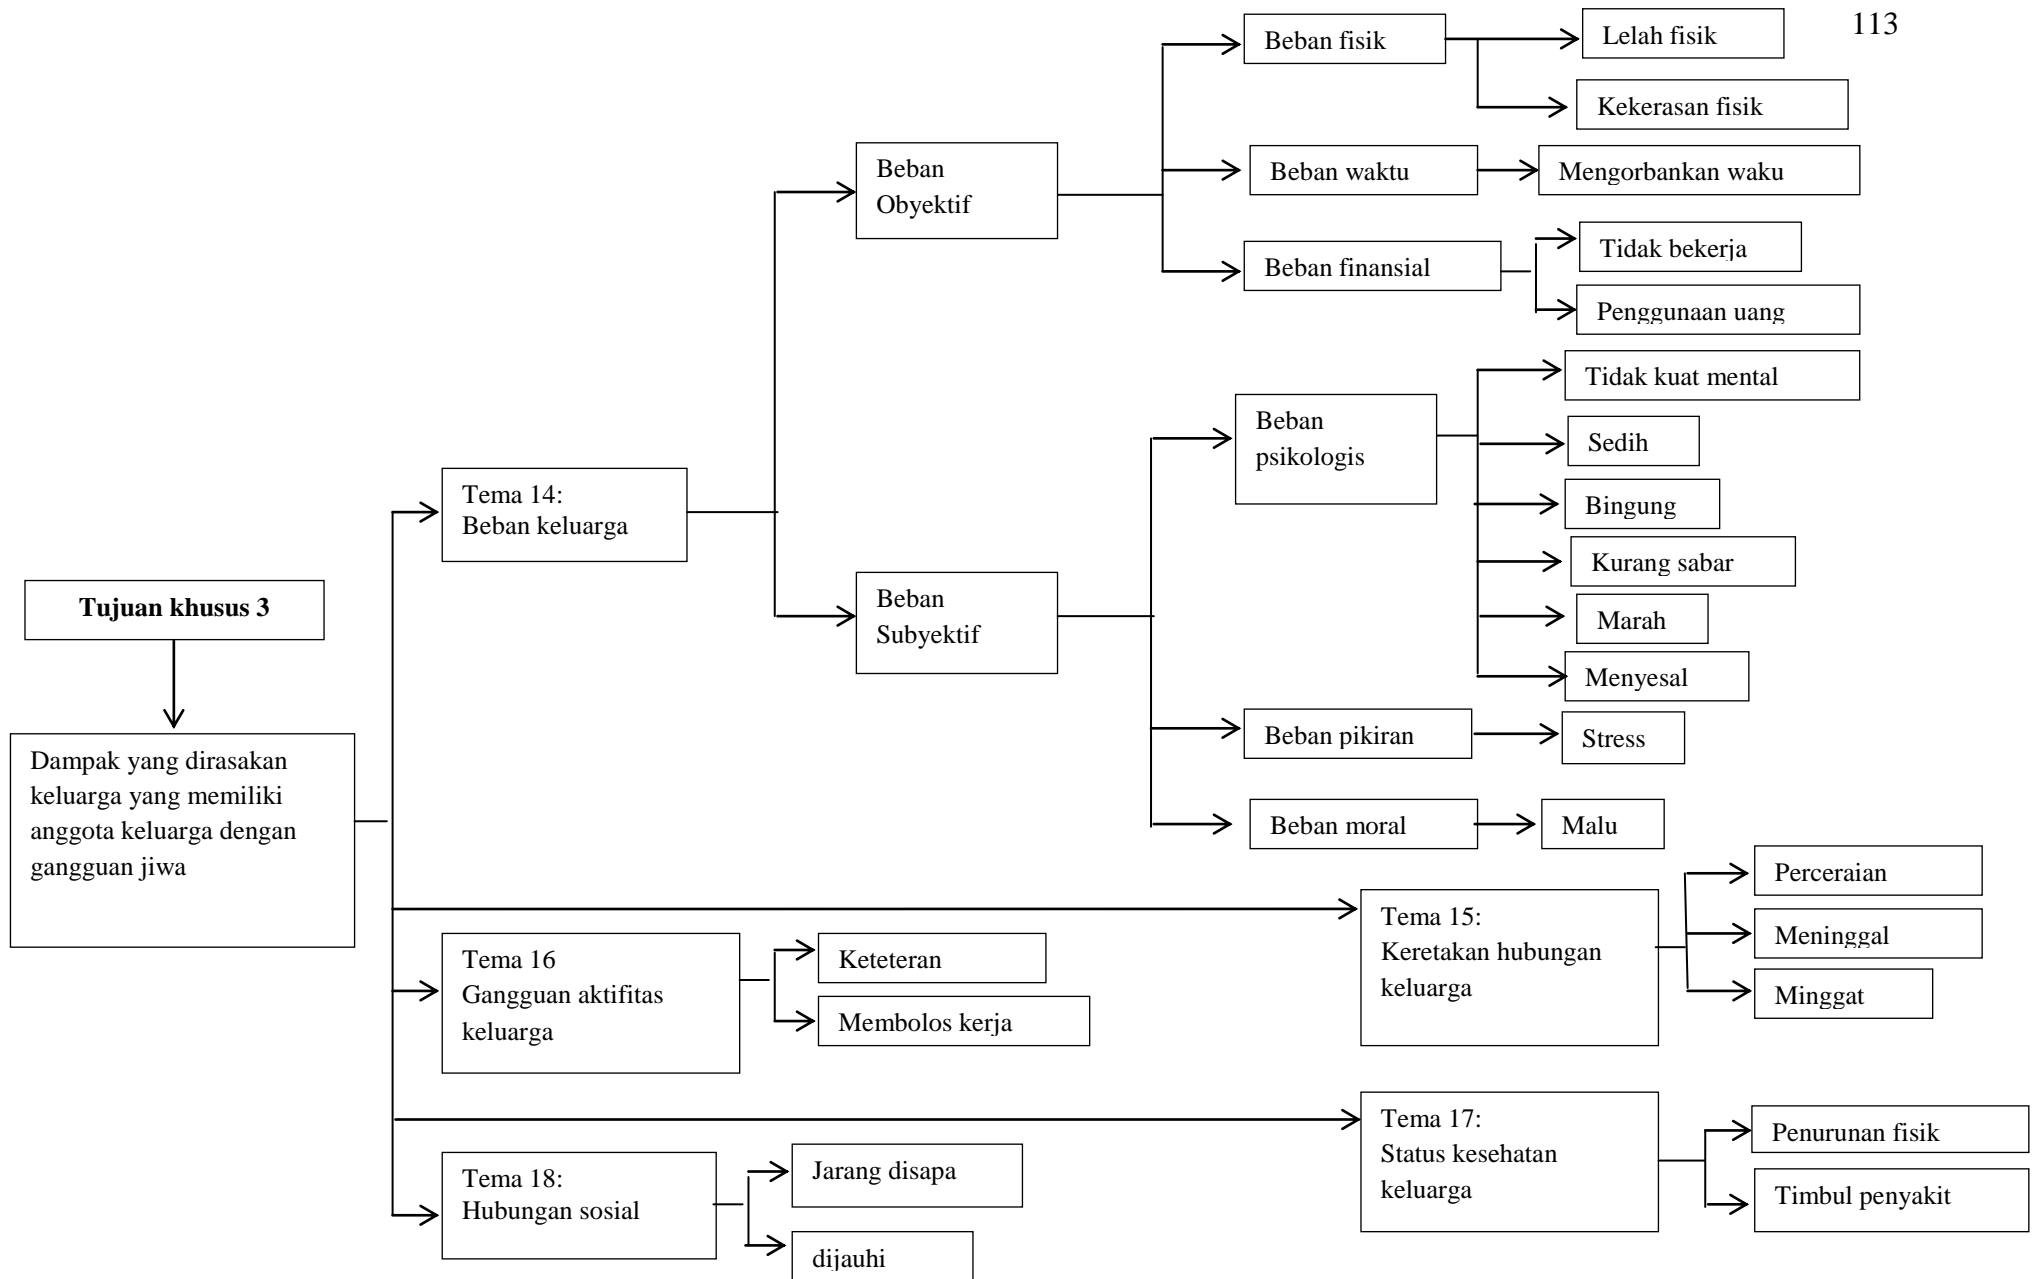 113
Tujuan khusus 3
Dampak yang dirasakan
keluarga yang memiliki
anggota keluarga dengan
gangguan jiwa
Tema 14:
Beban keluarga
Beban
Obyektif
Beban fisik
Lelah fisik
Kekerasan fisik
Beban waktu
Mengorbankan waku
Beban finansial
Tidak bekerja
Penggunaan uang
Beban
Subyektif
Beban
psikologis
Tidak kuat mental
Sedih
Bingung
Kurang sabar
Marah
Menyesal
Beban pikiran
Stress
Beban moral
Malu
Tema 15:
Keretakan hubungan
keluarga
Perceraian
Meninggal
Minggat
Tema 16
Gangguan aktifitas
keluarga
Keteteran
Membolos kerja
Tema 17:
Status kesehatan
keluarga
Penurunan fisik
Timbul penyakit
Tema 18:
Hubungan sosial
Jarang disapa
dijauhi